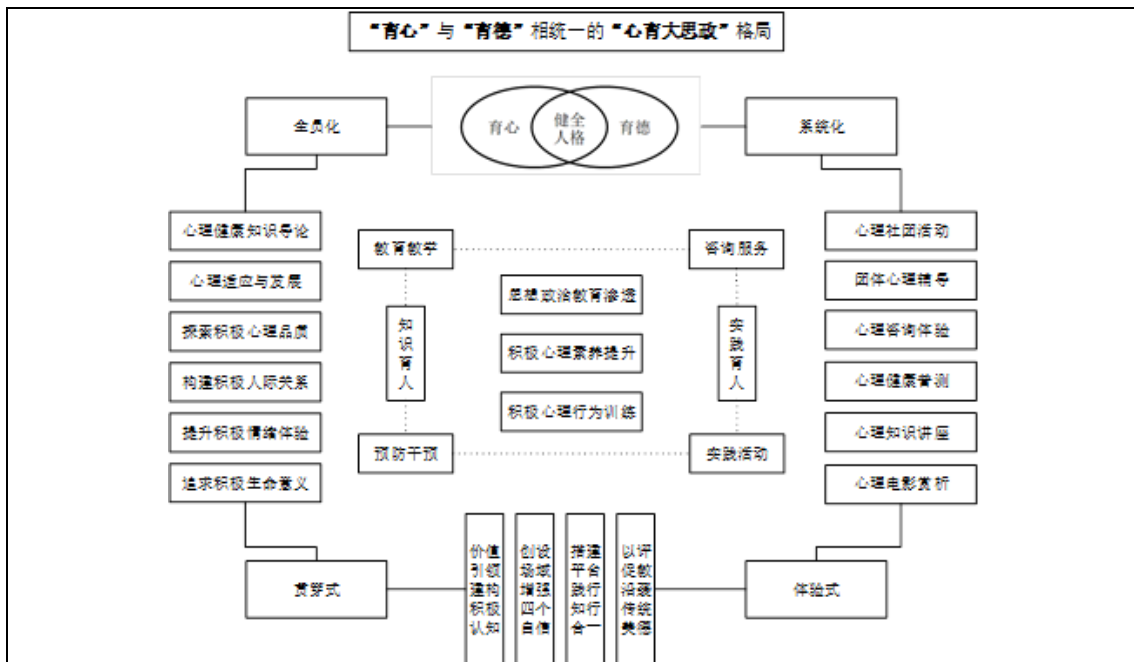 “育心”与“育德”相统一的“心育大思政”格局
全员化
育心
健全
人格
育德
系统化
心理健康知识导论
心理适应与发展
探索积极心理品质
构建积极人际关系
提升积极情绪体验
追求积极生命意义
教育教学
咨询服务
知识育人
思想政治教育渗透
积极心理素养提升
积极心理行为训练
实践育人
预防干预
实践活动
心理社团活动
团体心理辅导
心理咨询体验
心理健康普测
心理知识讲座
心理电影赏析
贯穿式
价值
引领
建构
积极
认知
创设
场域
增强
四个
自信
搭建
平台
践行
知行
合一
以评
促教
沿袭
传统
美德
体验式